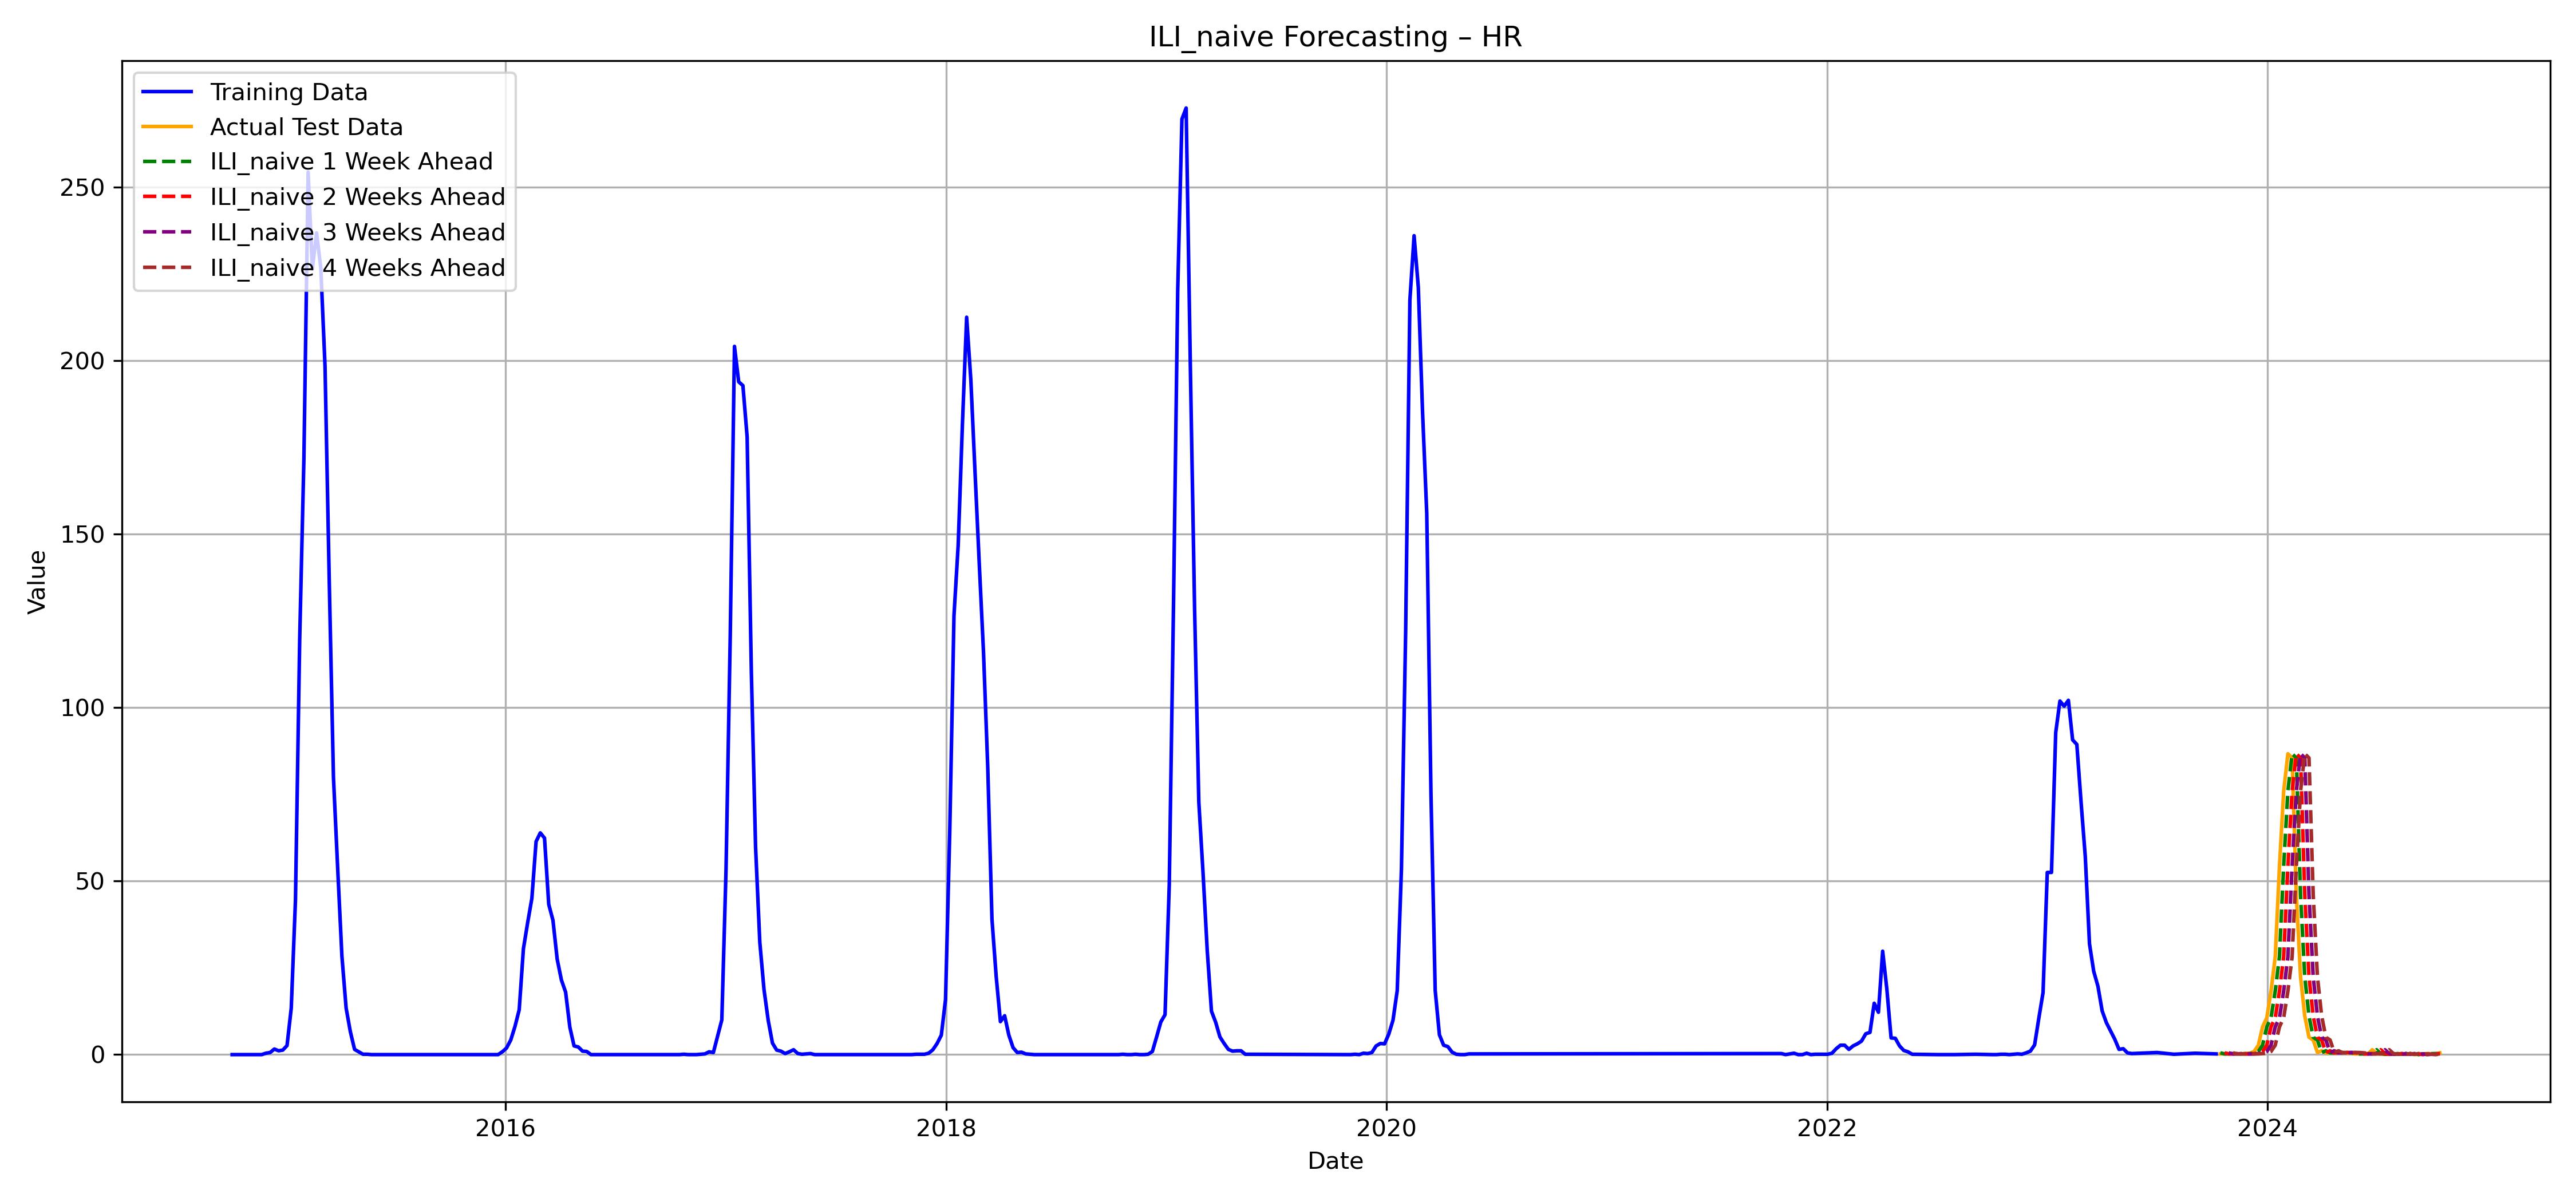 ILI_naive Forecasting – HR
Training Data
Actual Test Data
ILI_naive 1 Week Ahead
ILI_naive 2 Weeks Ahead
ILI_naive 3 Weeks Ahead
ILI_naive 4 Weeks Ahead
250
200
150
100
50
0
Value
2016
2018
2020
2022
2024
Date